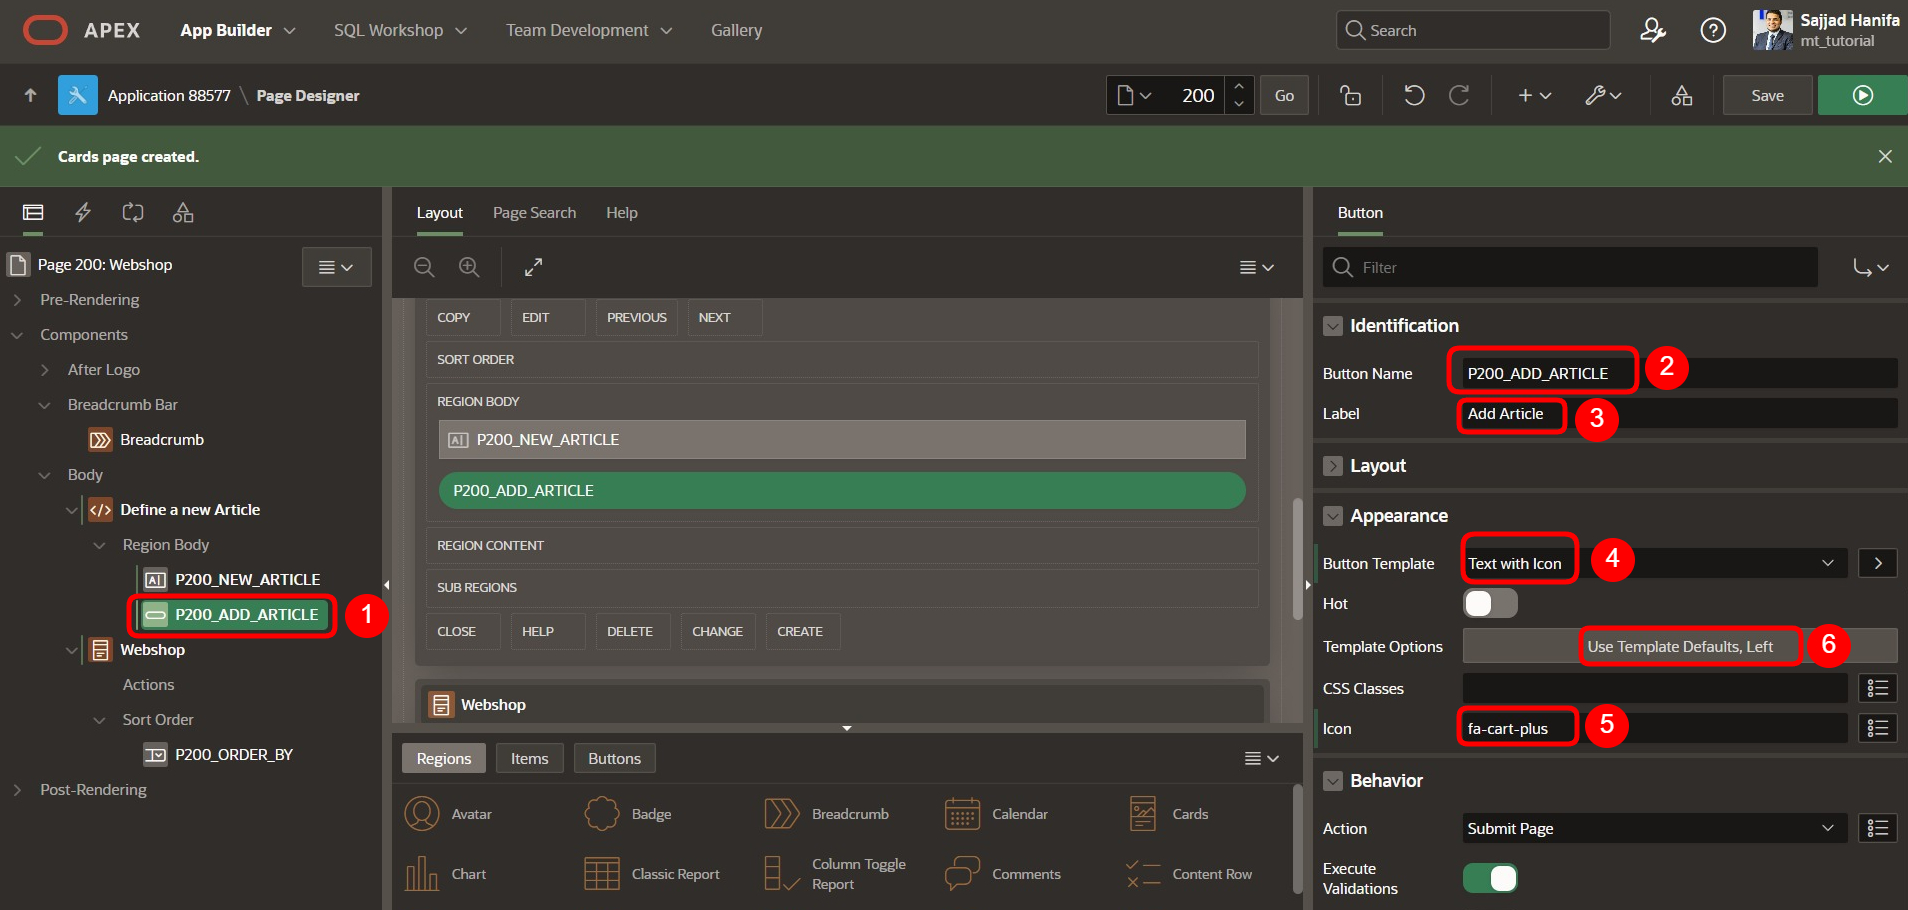 APEX App Builder SQL Workshop Team Development Gallery Search Sajjad Hanifa
mt_tutorial
Application 88577 \ Page Designer 200 Go Save
Cards page created.
Page 200: Webshop
Pre-Rendering
Components
After Logo
Breadcrumb Bar
Breadcrumb
Body
Define a new Article
Region Body
P200_NEW_ARTICLE
P200_ADD_ARTICLE 1
Webshop
Actions
Sort Order
P200_ORDER_BY
Post-Rendering
Layout Page Search Help
COPY EDIT PREVIOUS NEXT
SORT ORDER
REGION BODY
P200_NEW_ARTICLE
P200_ADD_ARTICLE
REGION CONTENT
SUB REGIONS
CLOSE HELP DELETE CHANGE CREATE
Webshop
Regions Items Buttons
Avatar Badge Breadcrumb Calendar Cards
Chart Classic Report Column Toggle Report Comments Content Row
Button
Filter
Identification
Button Name P200_ADD_ARTICLE 2
Label Add Article 3
Layout
Appearance
Button Template Text with Icon 4
Hot
Template Options Use Template Defaults, Left 6
CSS Classes
Icon fa-cart-plus 5
Behavior
Action Submit Page
Execute
Validations